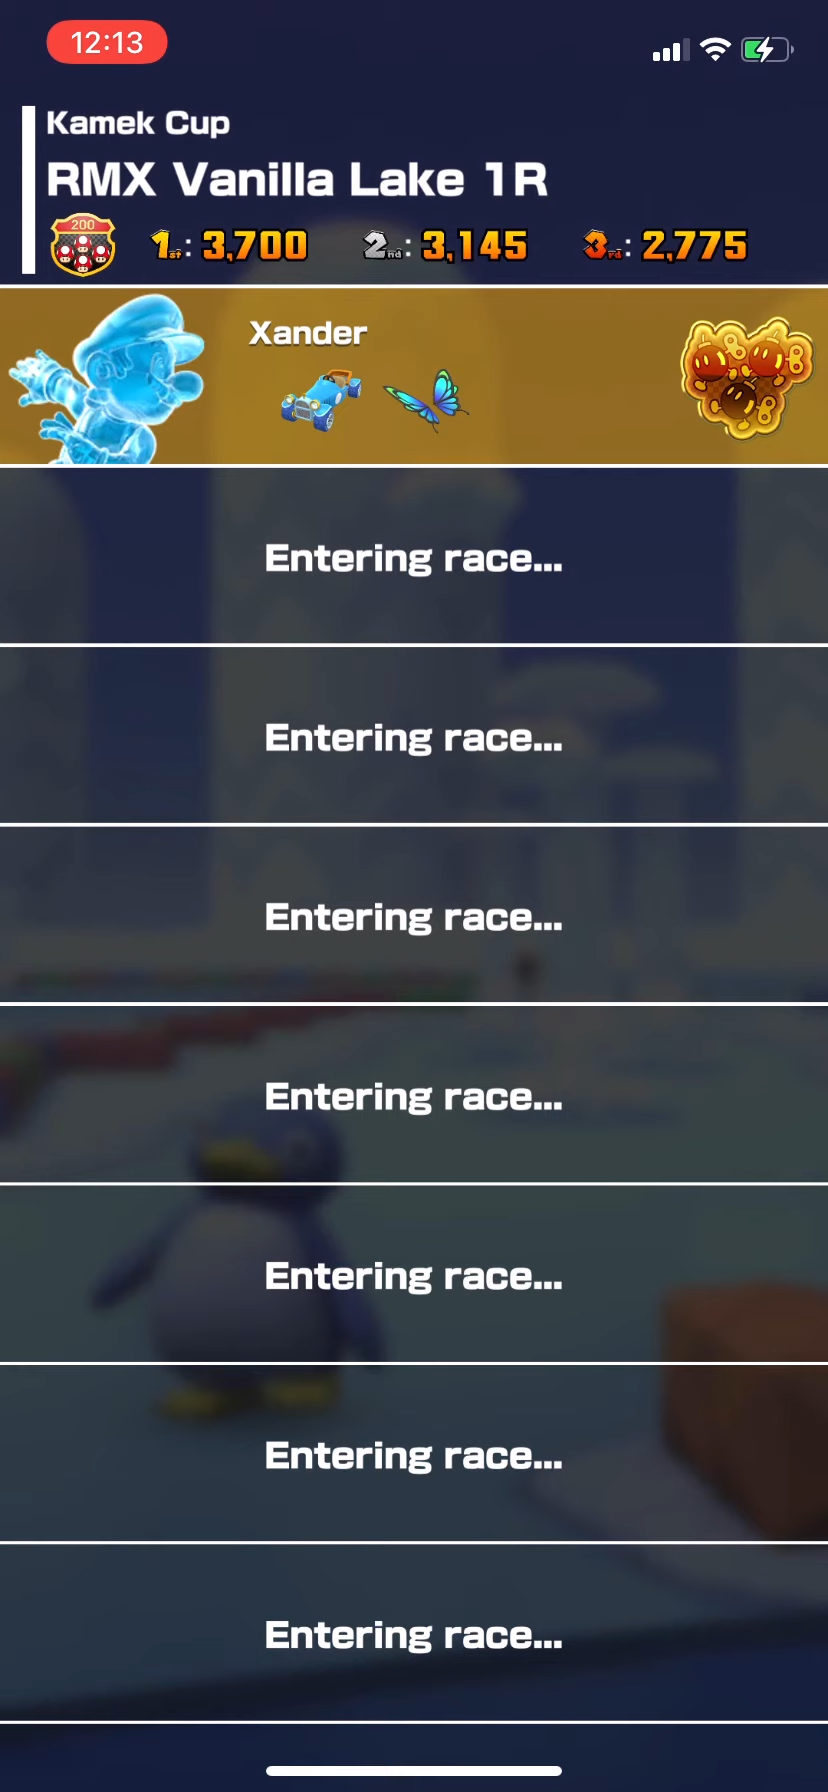 12:13
Kamek Cup
RMX Vanilla Lake 1R
200 1st: 3,700 2nd: 3,145 3rd: 2,775
Xander
Entering race...
Entering race...
Entering race...
Entering race...
Entering race...
Entering race...
Entering race...